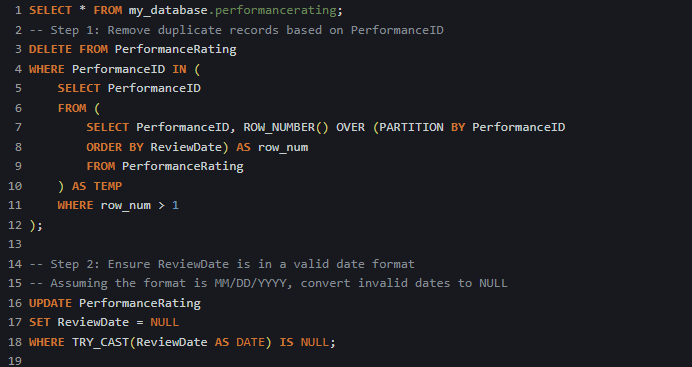 1 SELECT * FROM my_database.performancerating;
2 -- Step 1: Remove duplicate records based on PerformanceID
3 DELETE FROM PerformanceRating
4 WHERE PerformanceID IN (
5     SELECT PerformanceID
6     FROM (
7         SELECT PerformanceID, ROW_NUMBER() OVER (PARTITION BY PerformanceID
8         ORDER BY ReviewDate) AS row_num
9         FROM PerformanceRating
10     ) AS TEMP
11     WHERE row_num > 1
12 );
13
14 -- Step 2: Ensure ReviewDate is in a valid date format
15 -- Assuming the format is MM/DD/YYYY, convert invalid dates to NULL
16 UPDATE PerformanceRating
17 SET ReviewDate = NULL
18 WHERE TRY_CAST(ReviewDate AS DATE) IS NULL;
19